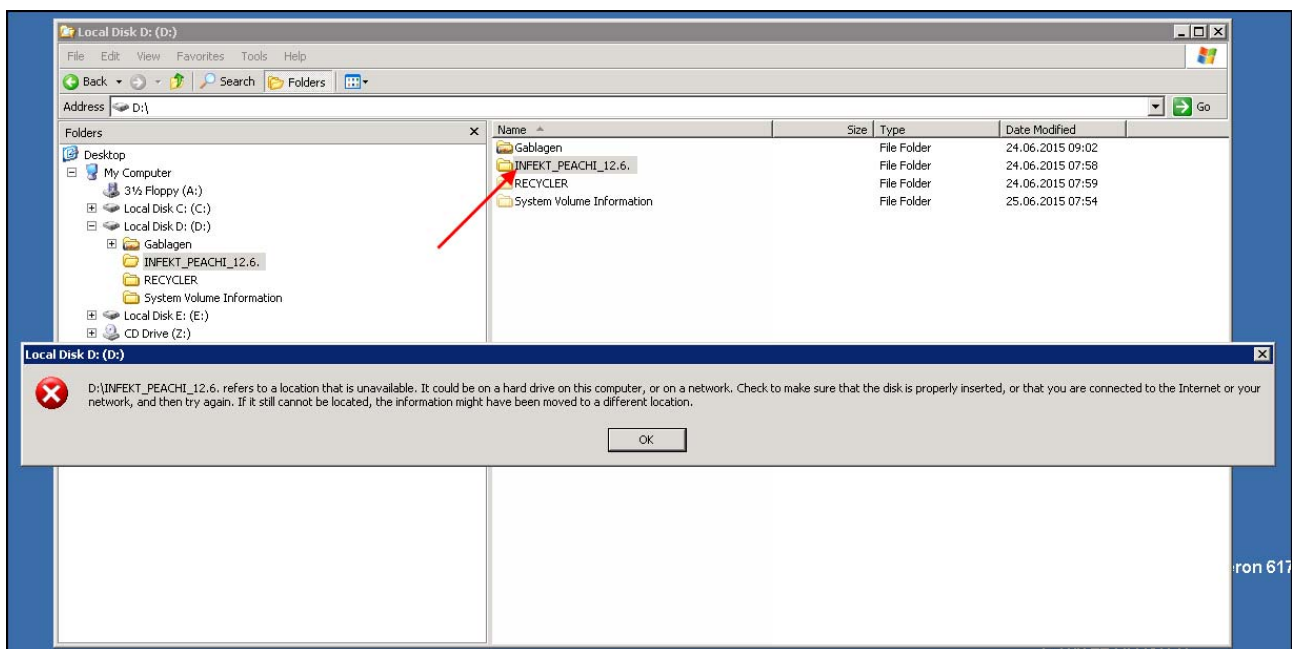 Local Disk D: (D:)
File Edit View Favorites Tools Help
Back Search Folders
Address D:\ Go
Folders x
Name Size Type Date Modified
Desktop
My Computer
3½ Floppy (A:)
Local Disk C: (C:)
Local Disk D: (D:)
Gablagen
INFEKT_PEACHI_12.6.
RECYCLER
System Volume Information
Local Disk E: (E:)
CD Drive (Z:)
Gablagen File Folder 24.06.2015 09:02
INFEKT_PEACHI_12.6. File Folder 24.06.2015 07:58
RECYCLER File Folder 24.06.2015 07:59
System Volume Information File Folder 25.06.2015 07:54
Local Disk D: (D:)
D:\INFEKT_PEACHI_12.6. refers to a location that is unavailable. It could be on a hard drive on this computer, or on a network. Check to make sure that the disk is properly inserted, or that you are connected to the Internet or your
network, and then try again. If it still cannot be located, the information might have been moved to a different location.
OK
eron 617